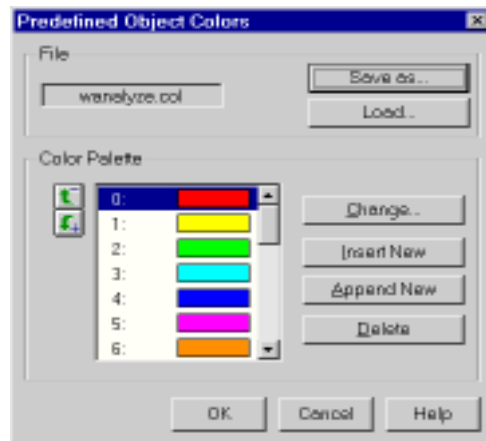 Predefined Object Colors
File
wanalyze.col
Save as...
Load...
Color Palette
0:
1:
2:
3:
4:
5:
6:
Change...
Insert New
Append New
Delete
OK
Cancel
Help